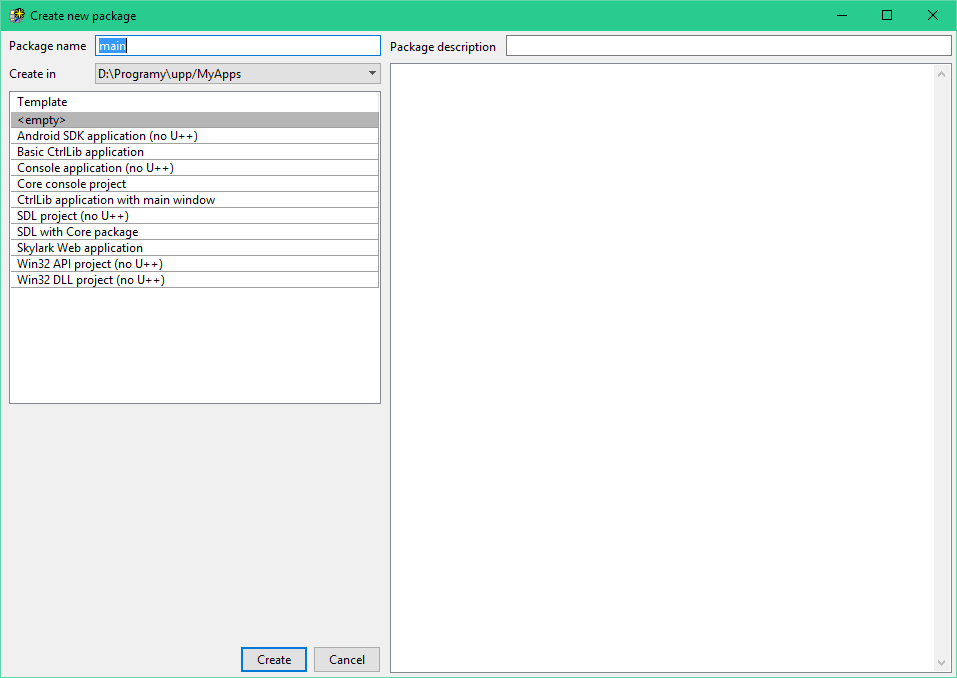 Create new package
Package name main Package description
Create in D:\Programy\upp/MyApps
Template
<empty>
Android SDK application (no U++)
Basic CtrlLib application
Console application (no U++)
Core console project
CtrlLib application with main window
SDL project (no U++)
SDL with Core package
Skylark Web application
Win32 API project (no U++)
Win32 DLL project (no U++)
Create Cancel